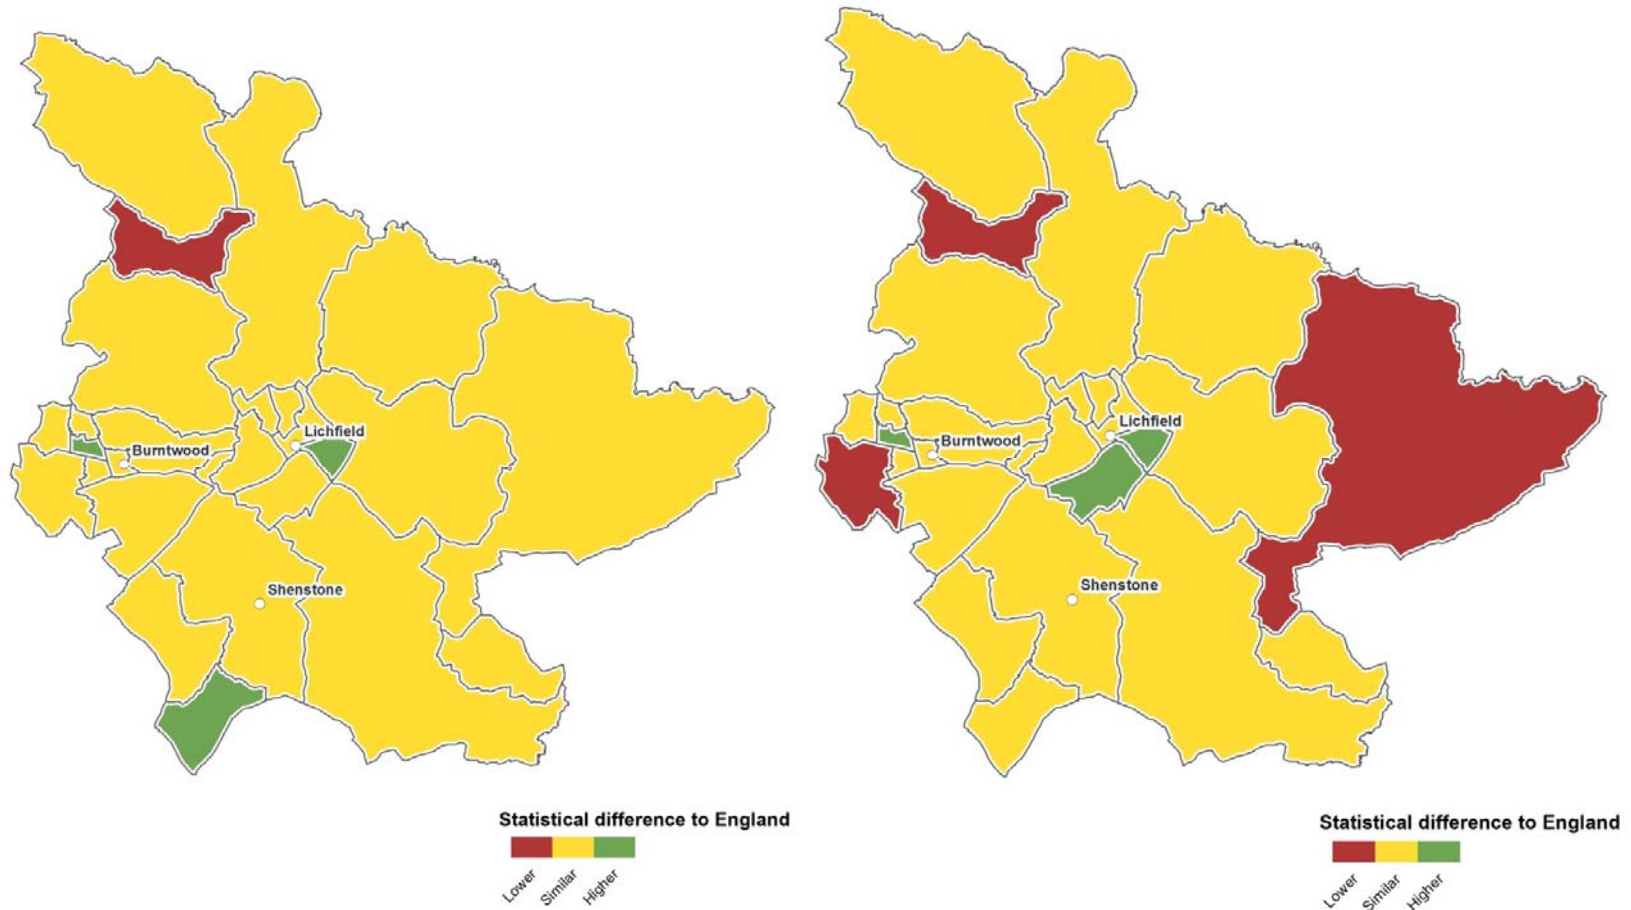 Lichfield
Burntwood
Shenstone
Statistical difference to England
Lower
Similar
Higher
Lichfield
Burntwood
Shenstone
Statistical difference to England
Lower
Similar
Higher